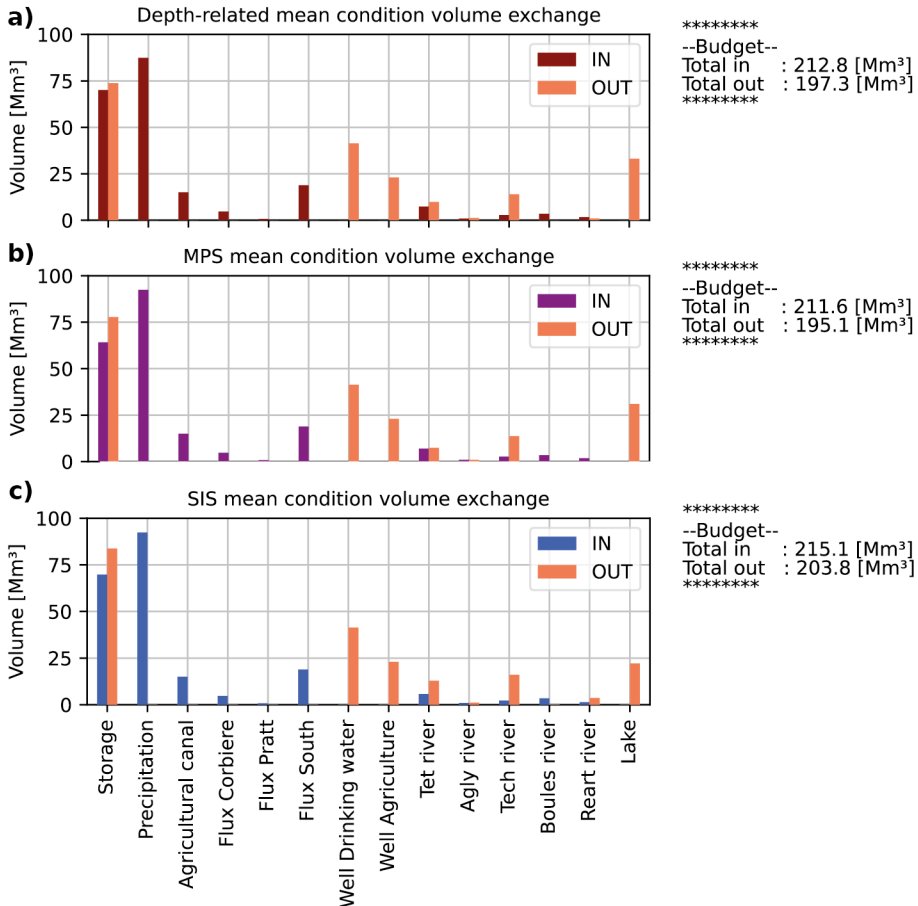 a)
Depth-related mean condition volume exchange
100
75
50
25
0
Volume [Mm³]
IN
OUT
********
--Budget--
Total in : 212.8 [Mm³]
Total out : 197.3 [Mm³]
********
b)
MPS mean condition volume exchange
100
75
50
25
0
Volume [Mm³]
IN
OUT
********
--Budget--
Total in : 211.6 [Mm³]
Total out : 195.1 [Mm³]
********
c)
SIS mean condition volume exchange
100
75
50
25
0
Volume [Mm³]
IN
OUT
********
--Budget--
Total in : 215.1 [Mm³]
Total out : 203.8 [Mm³]
********
Storage
Precipitation
Agricultural canal
Flux Corbiere
Flux Pratt
Flux South
Well Drinking water
Well Agriculture
Tet river
Agly river
Tech river
Boules river
Reart river
Lake